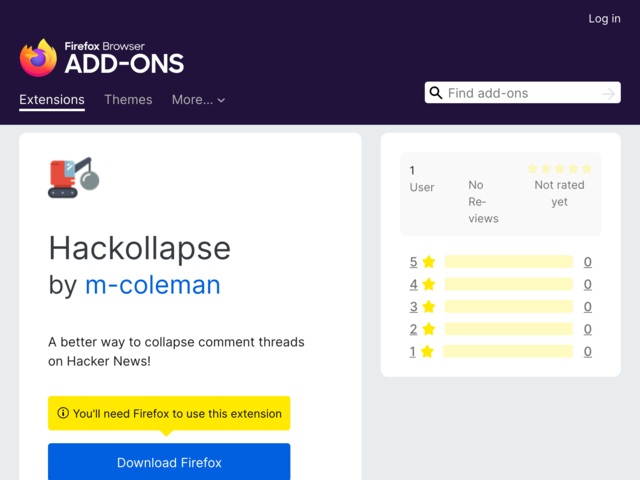 Log in
Firefox Browser
ADD-ONS
Extensions
Themes
More...
Find add-ons
Hackollapse
by m-coleman
A better way to collapse comment threads
on Hacker News!
You'll need Firefox to use this extension
Download Firefox
1
User
No
Re-
views
Not rated
yet
5 0
4 0
3 0
2 0
1 0